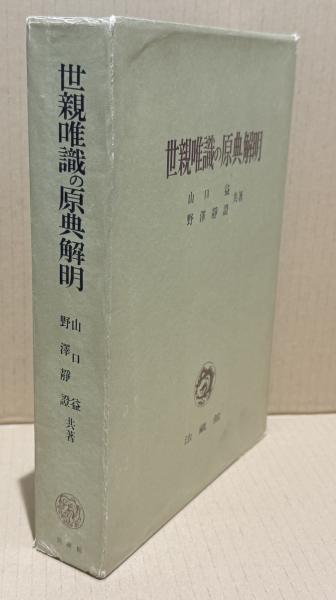 世親唯識の原典解明
山口益
野澤靜證
共著
法藏館
世親唯識の原典解明
山口益
野澤靜證
共著
法藏館